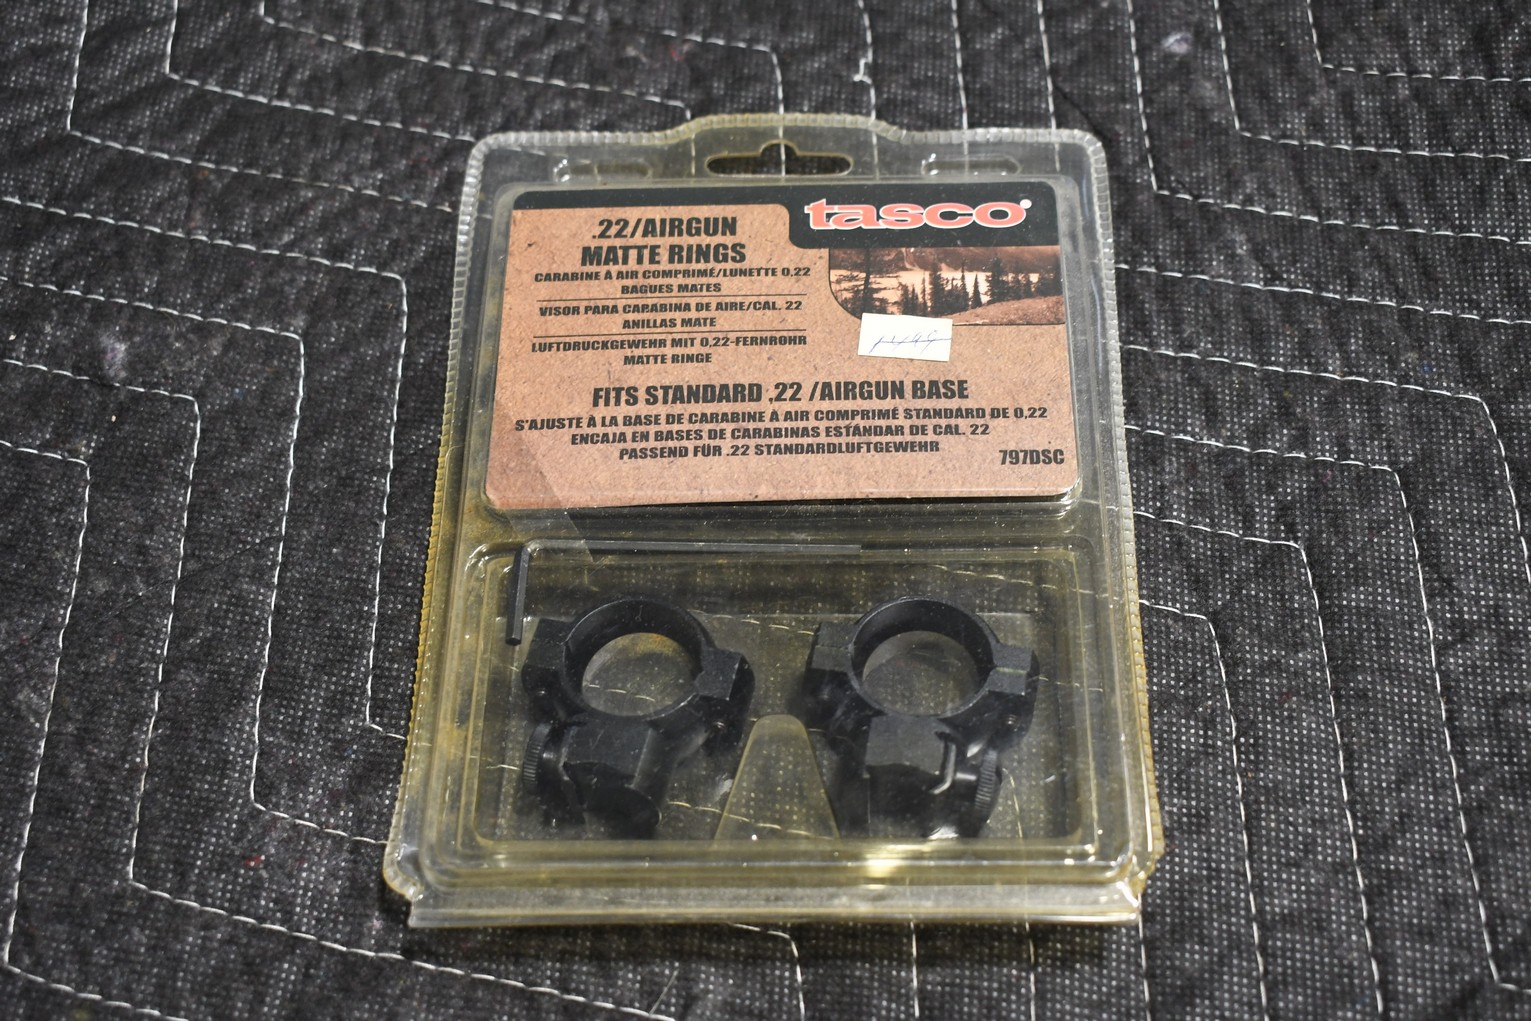 tasco®
.22/AIRGUN
MATTE RINGS
CARABINE À AIR COMPRIMÉ/LUNETTE 0,22
BAGUES MATES
VISOR PARA CARABINA DE AIRE/CAL. 22
ANILLAS MATE
LUFTDRUCKGEWEHR MIT 0,22-FERNROHR
MATTE RINGE
FITS STANDARD .22 /AIRGUN BASE
S'AJUSTE À LA BASE DE CARABINE À AIR COMPRIMÉ STANDARD DE 0,22
ENCAJA EN BASES DE CARABINAS ESTÁNDAR DE CAL. 22
PASSEND FÜR .22 STANDARDLUFTGEWEHR
797DSC